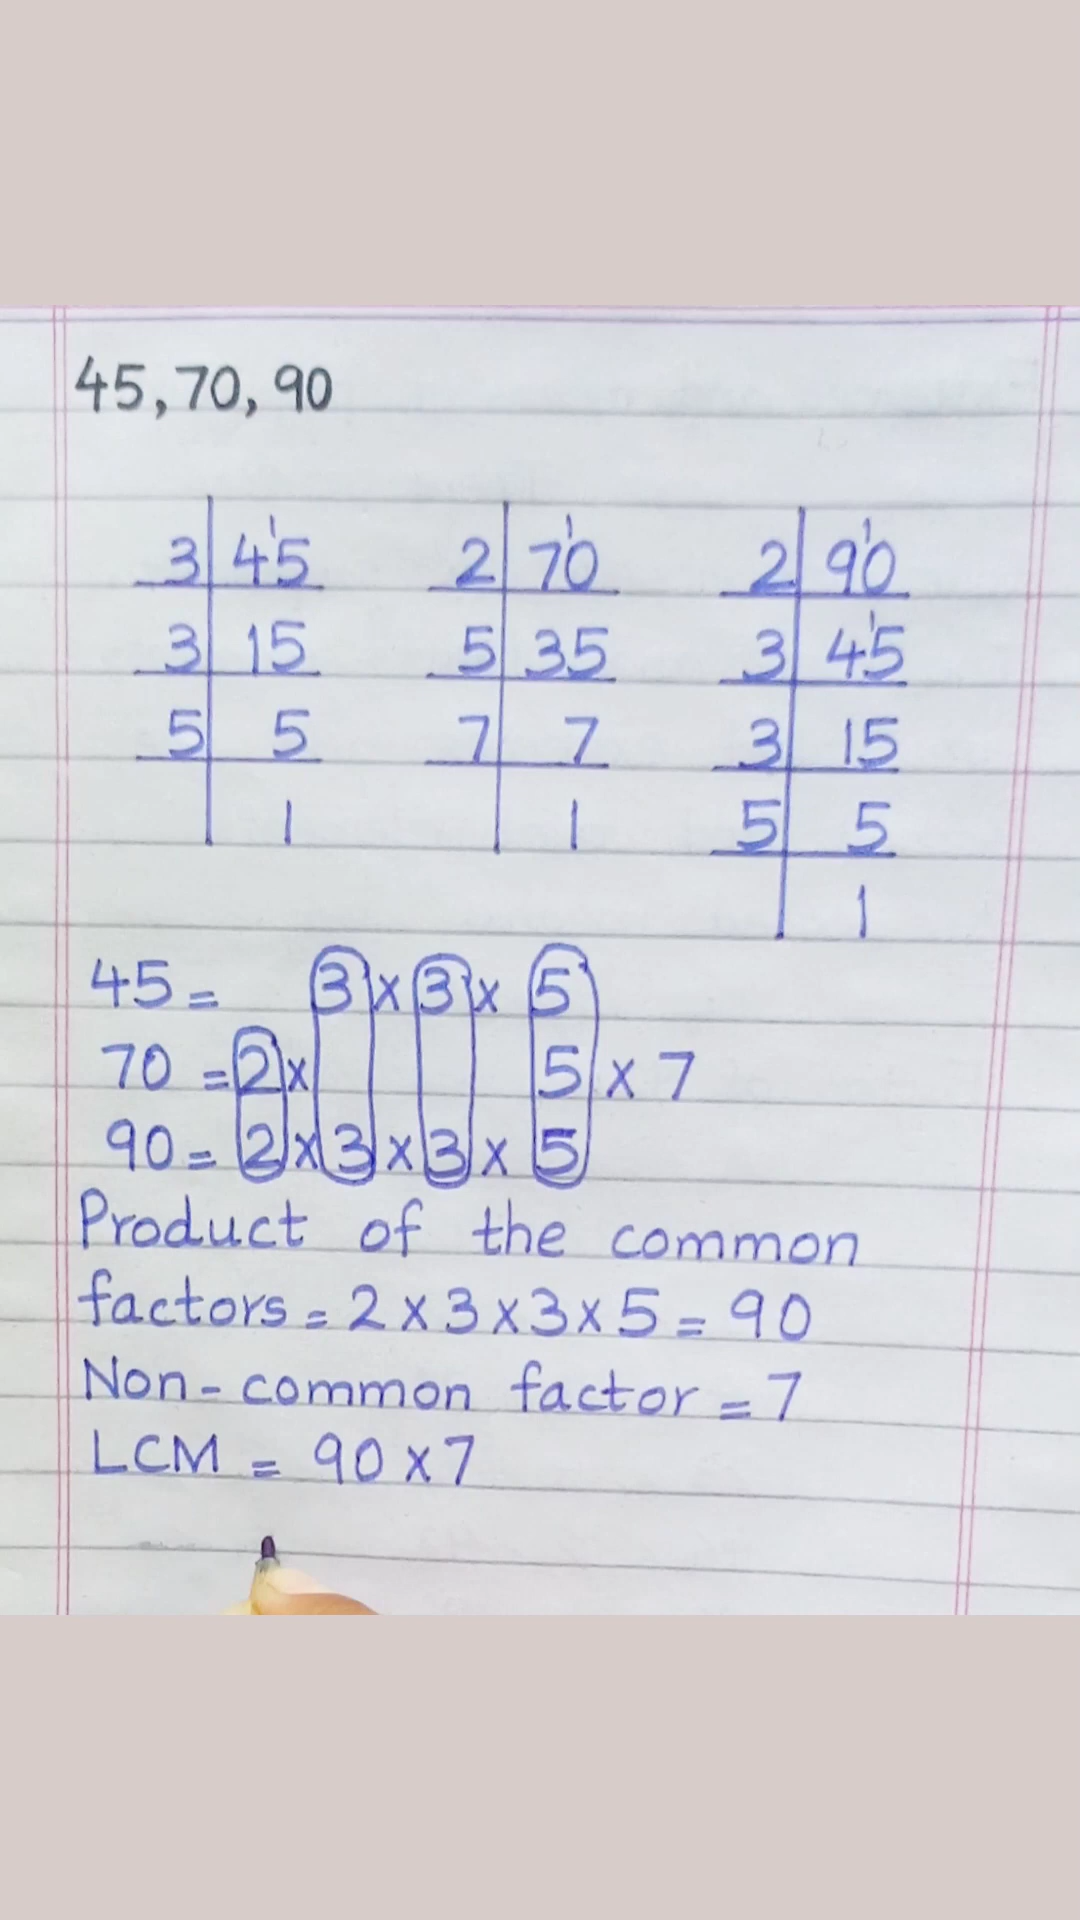 45, 70, 90
3 45 2 70 2 90
3 15 5 35 3 45
5 5 7 7 3 15
1 1 5 5
1
45 = 3 × 3 × 5
70 = 2 × 5 × 7
90 = 2 × 3 × 3 × 5
Product of the common
factors = 2 × 3 × 3 × 5 = 90
Non-common factor = 7
LCM = 90 × 7